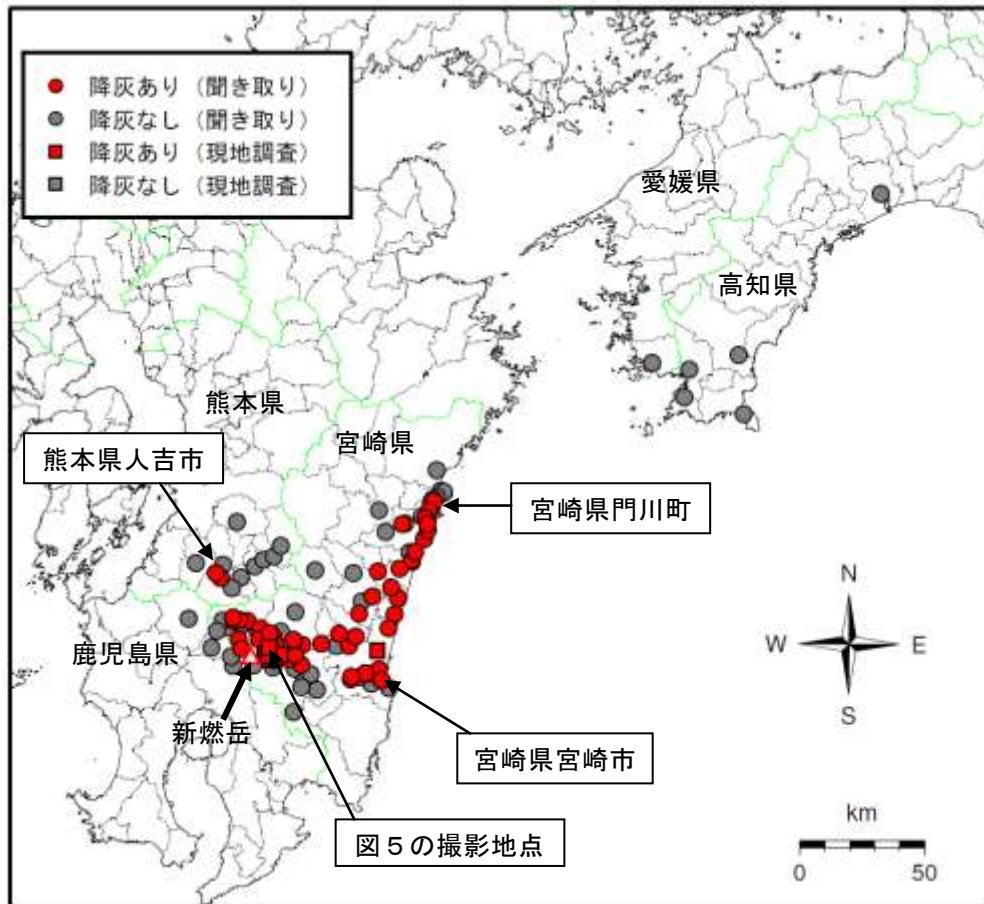 降灰あり（聞き取り）
降灰なし（聞き取り）
降灰あり（現地調査）
降灰なし（現地調査）
愛媛県
高知県
熊本県
宮崎県
熊本県人吉市
宮崎県門川町
鹿児島県
新燃岳
宮崎県宮崎市
図５の撮影地点
N
W
E
S
km
0
50